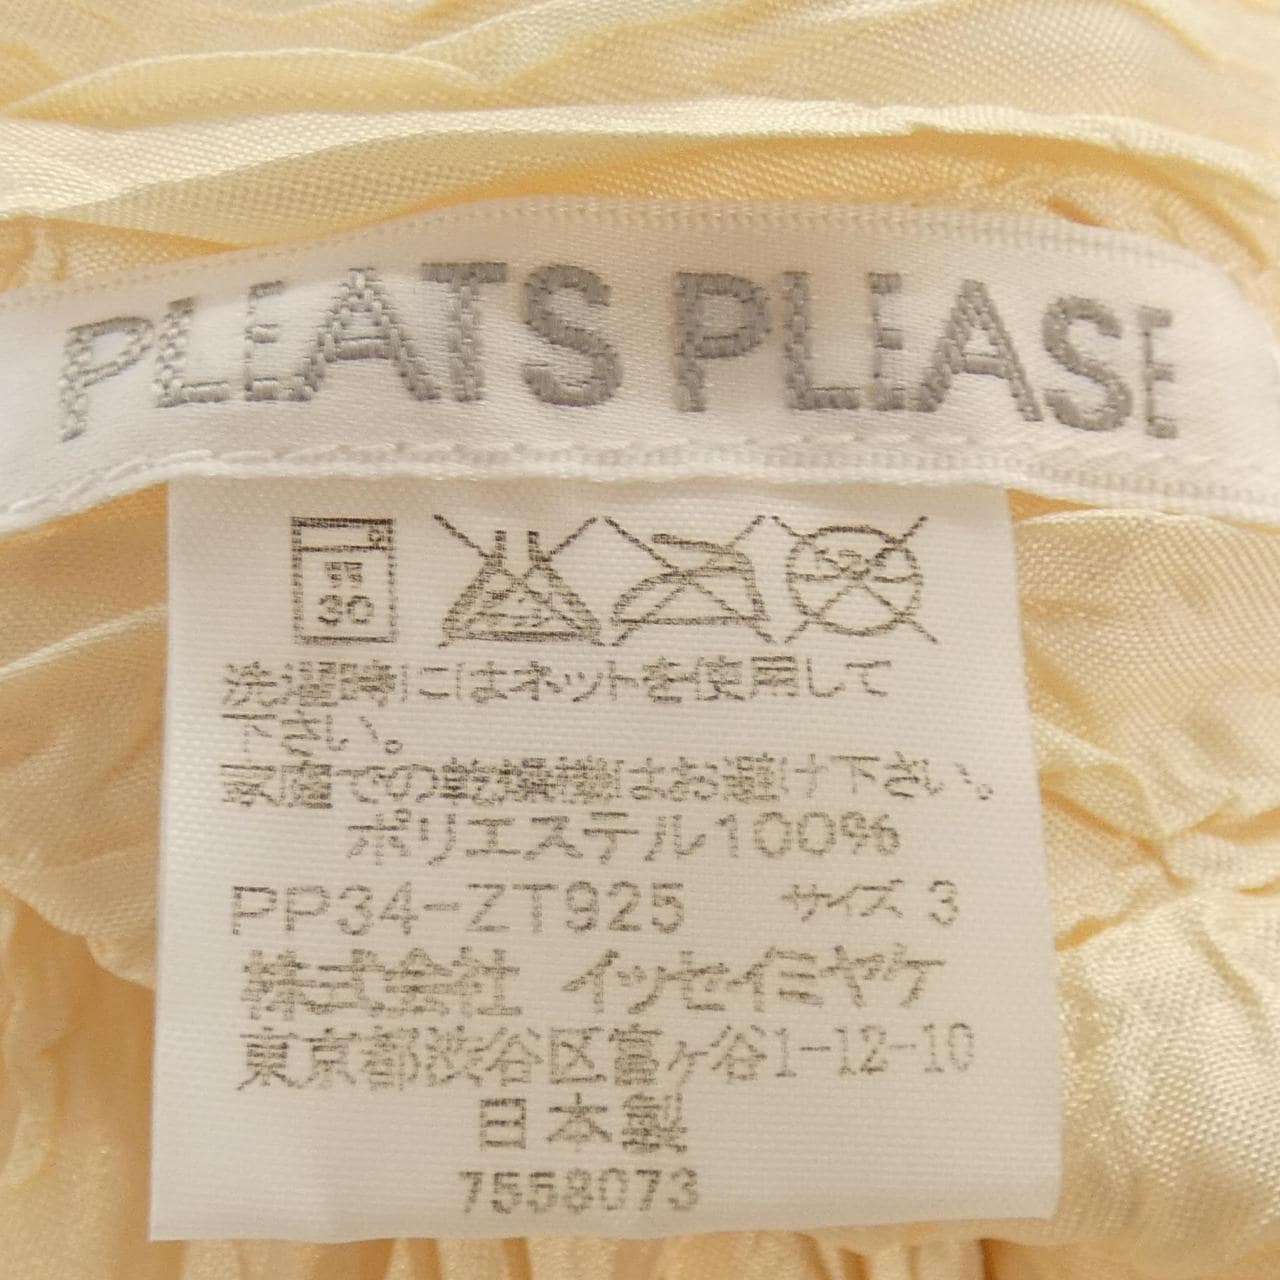 PLEATS PLEASE
弱
30
洗濯時にはネットを使用して
下さい。
家庭での乾燥機はお避け下さい。
ポリエステル100%
PP34-ZT925 サイズ 3
株式会社 イッセイミヤケ
東京都渋谷区富ヶ谷1-12-10
日本製
7558073